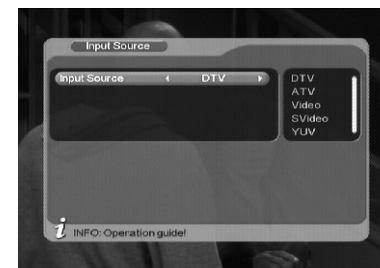 Input Source
Input Source DTV
DTV
ATV
Video
SVideo
YUV
i INFO: Operation guide!